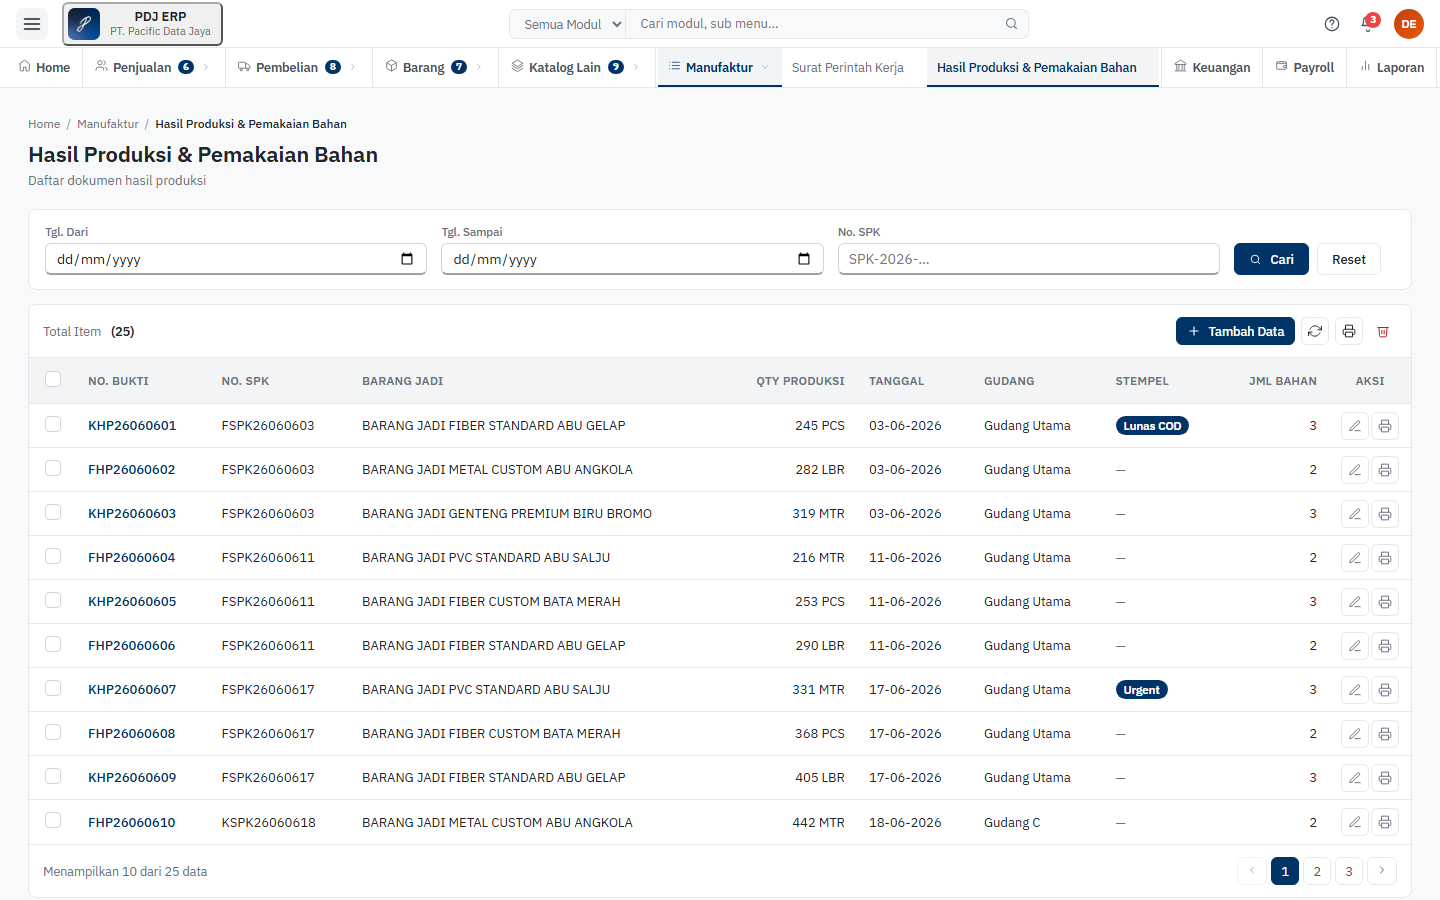 PDJ ERP
PT. Pacific Data Jaya
Semua Modul
Cari modul, sub menu...
3
DE
Home
Penjualan 6
Pembelian 8
Barang 7
Katalog Lain 9
Manufaktur
Surat Perintah Kerja
Hasil Produksi & Pemakaian Bahan
Keuangan
Payroll
Laporan
Home / Manufaktur / Hasil Produksi & Pemakaian Bahan
Hasil Produksi & Pemakaian Bahan
Daftar dokumen hasil produksi
Tgl. Dari
Tgl. Sampai
No. SPK
dd/mm/yyyy
dd/mm/yyyy
SPK-2026-...
Cari
Reset
Total Item (25)
Tambah Data
NO. BUKTI NO. SPK BARANG JADI QTY PRODUKSI TANGGAL GUDANG STEMPEL JML BAHAN AKSI
KHP26060601 FSPK26060603 BARANG JADI FIBER STANDARD ABU GELAP 245 PCS 03-06-2026 Gudang Utama Lunas COD 3
FHP26060602 FSPK26060603 BARANG JADI METAL CUSTOM ABU ANGKOLA 282 LBR 03-06-2026 Gudang Utama — 2
KHP26060603 FSPK26060603 BARANG JADI GENTENG PREMIUM BIRU BROMO 319 MTR 03-06-2026 Gudang Utama — 3
FHP26060604 FSPK26060611 BARANG JADI PVC STANDARD ABU SALJU 216 MTR 11-06-2026 Gudang Utama — 2
KHP26060605 FSPK26060611 BARANG JADI FIBER CUSTOM BATA MERAH 253 PCS 11-06-2026 Gudang Utama — 3
FHP26060606 FSPK26060611 BARANG JADI FIBER STANDARD ABU GELAP 290 LBR 11-06-2026 Gudang Utama — 2
KHP26060607 FSPK26060617 BARANG JADI PVC STANDARD ABU SALJU 331 MTR 17-06-2026 Gudang Utama Urgent 3
FHP26060608 FSPK26060617 BARANG JADI FIBER CUSTOM BATA MERAH 368 PCS 17-06-2026 Gudang Utama — 2
KHP26060609 FSPK26060617 BARANG JADI FIBER STANDARD ABU GELAP 405 LBR 17-06-2026 Gudang Utama — 3
FHP26060610 KSPK26060618 BARANG JADI METAL CUSTOM ABU ANGKOLA 442 MTR 18-06-2026 Gudang C — 2
Menampilkan 10 dari 25 data
1 2 3